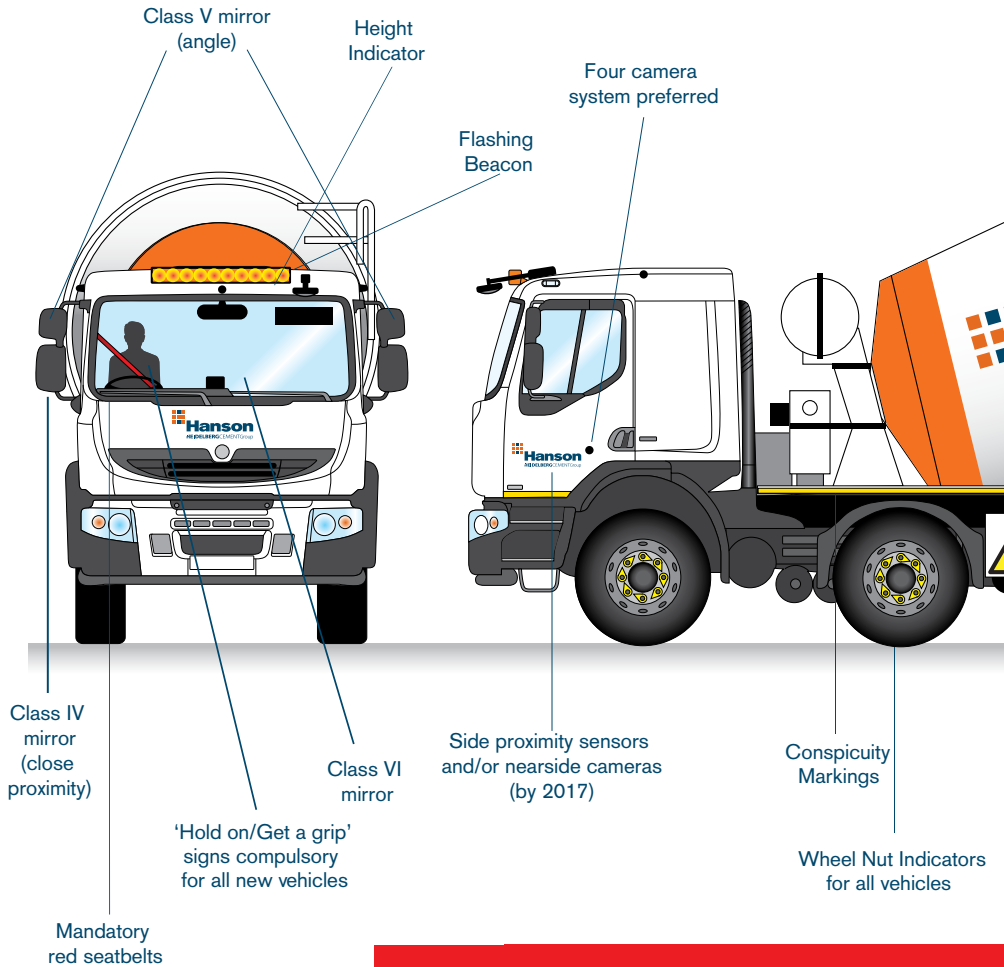 Class V mirror
(angle)
Height
Indicator
Four camera
system preferred
Flashing
Beacon
Hanson
HEIDELBERGCEMENTGroup
Hanson
HEIDELBERGCEMENTGroup
Class IV
mirror
(close
proximity)
Class VI
mirror
Side proximity sensors
and/or nearside cameras
(by 2017)
Conspicuity
Markings
‘Hold on/Get a grip’
signs compulsory
for all new vehicles
Wheel Nut Indicators
for all vehicles
Mandatory
red seatbelts